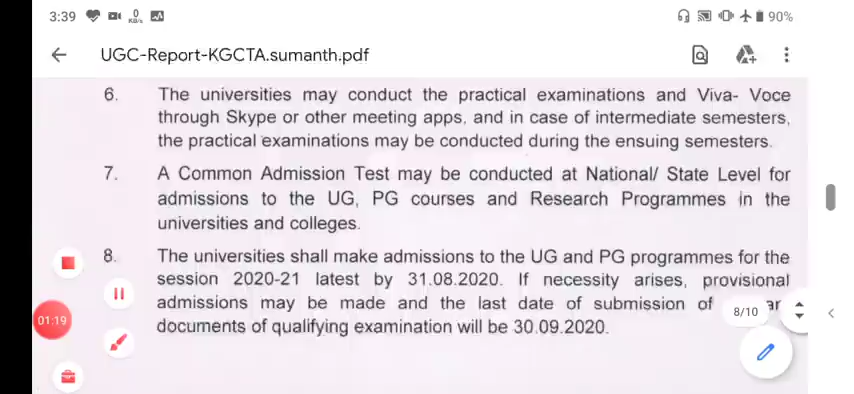 3:39 0 KB/s 90%
UGC-Report-KGCTA.sumanth.pdf
6. The universities may conduct the practical examinations and Viva- Voce
through Skype or other meeting apps, and in case of intermediate semesters,
the practical examinations may be conducted during the ensuing semesters.
7. A Common Admission Test may be conducted at National/ State Level for
admissions to the UG, PG courses and Research Programmes in the
universities and colleges.
8. The universities shall make admissions to the UG and PG programmes for the
session 2020-21 latest by 31.08.2020. If necessity arises, provisional
admissions may be made and the last date of submission of
documents of qualifying examination will be 30.09.2020.
01:19
8/10